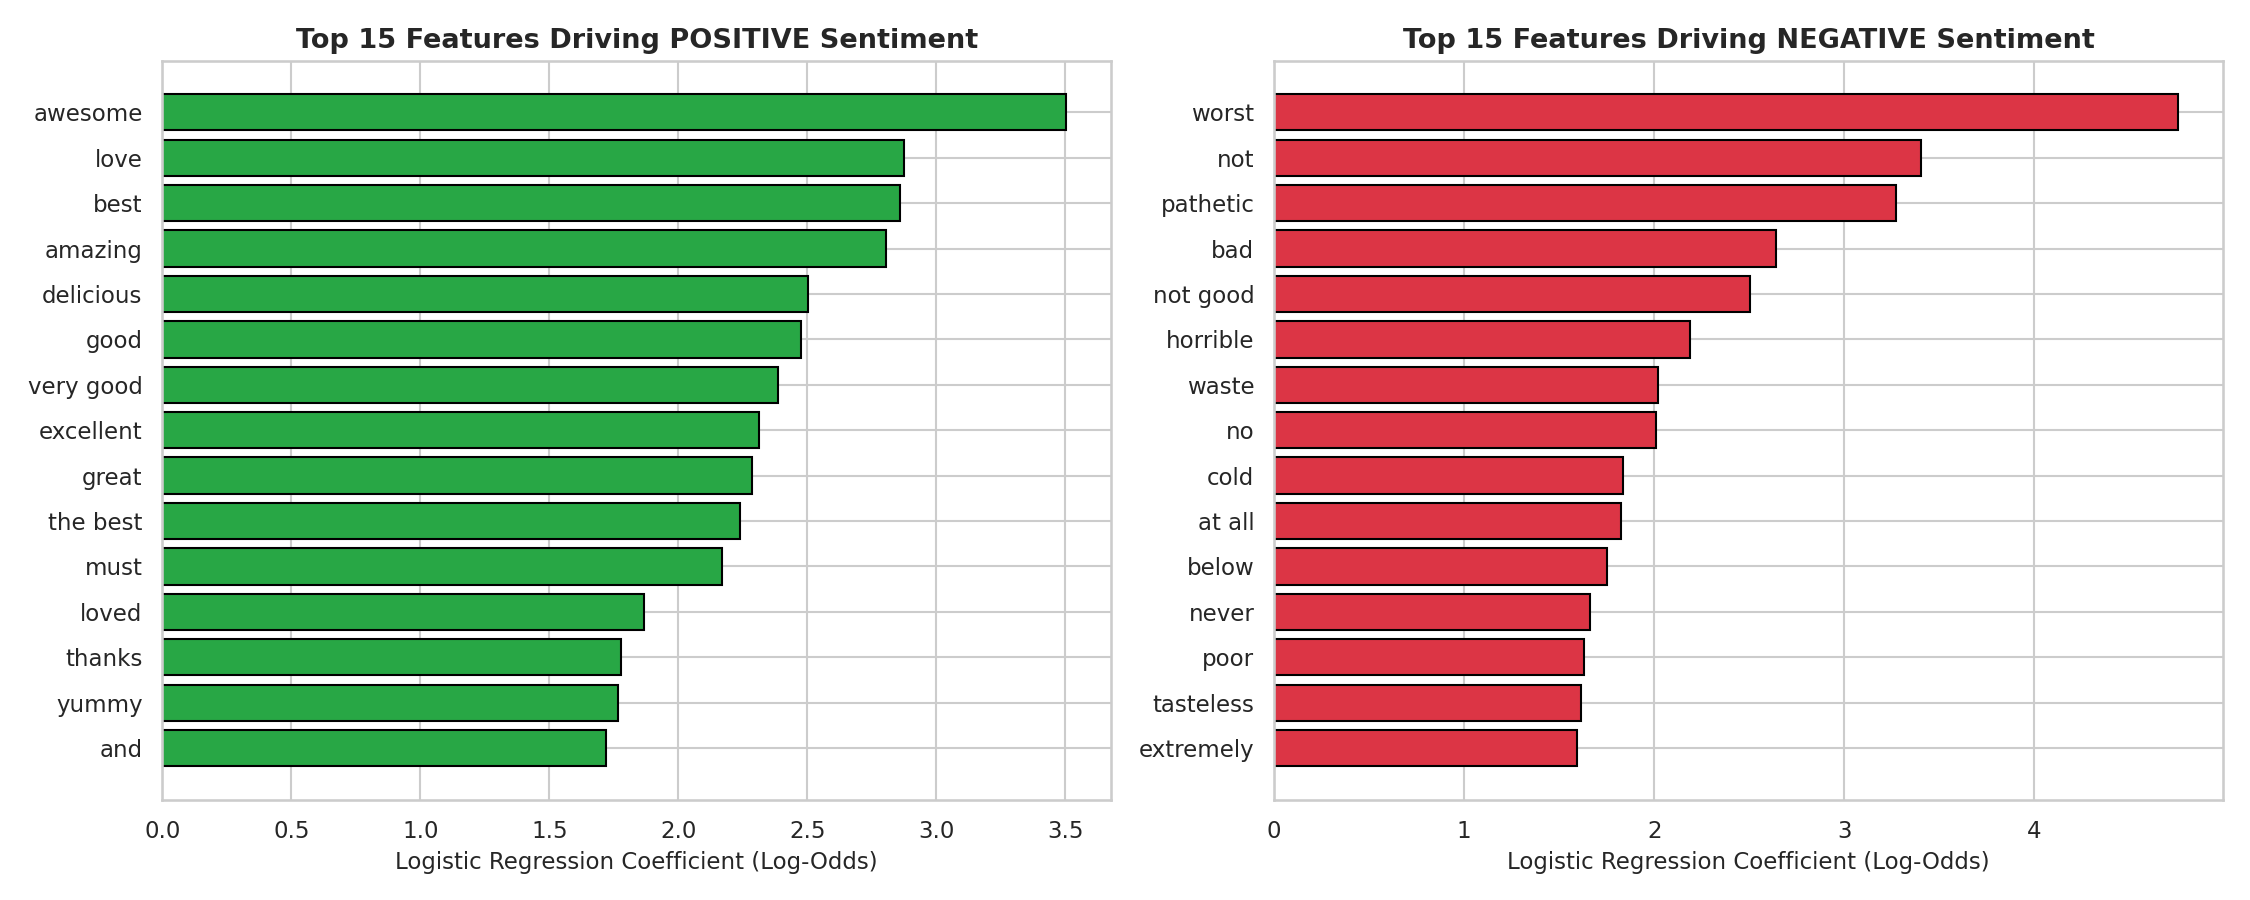 Top 15 Features Driving POSITIVE Sentiment
awesome
love
best
amazing
delicious
good
very good
excellent
great
the best
must
loved
thanks
yummy
and
0.0 0.5 1.0 1.5 2.0 2.5 3.0 3.5
Logistic Regression Coefficient (Log-Odds)
Top 15 Features Driving NEGATIVE Sentiment
worst
not
pathetic
bad
not good
horrible
waste
no
cold
at all
below
never
poor
tasteless
extremely
0 1 2 3 4
Logistic Regression Coefficient (Log-Odds)